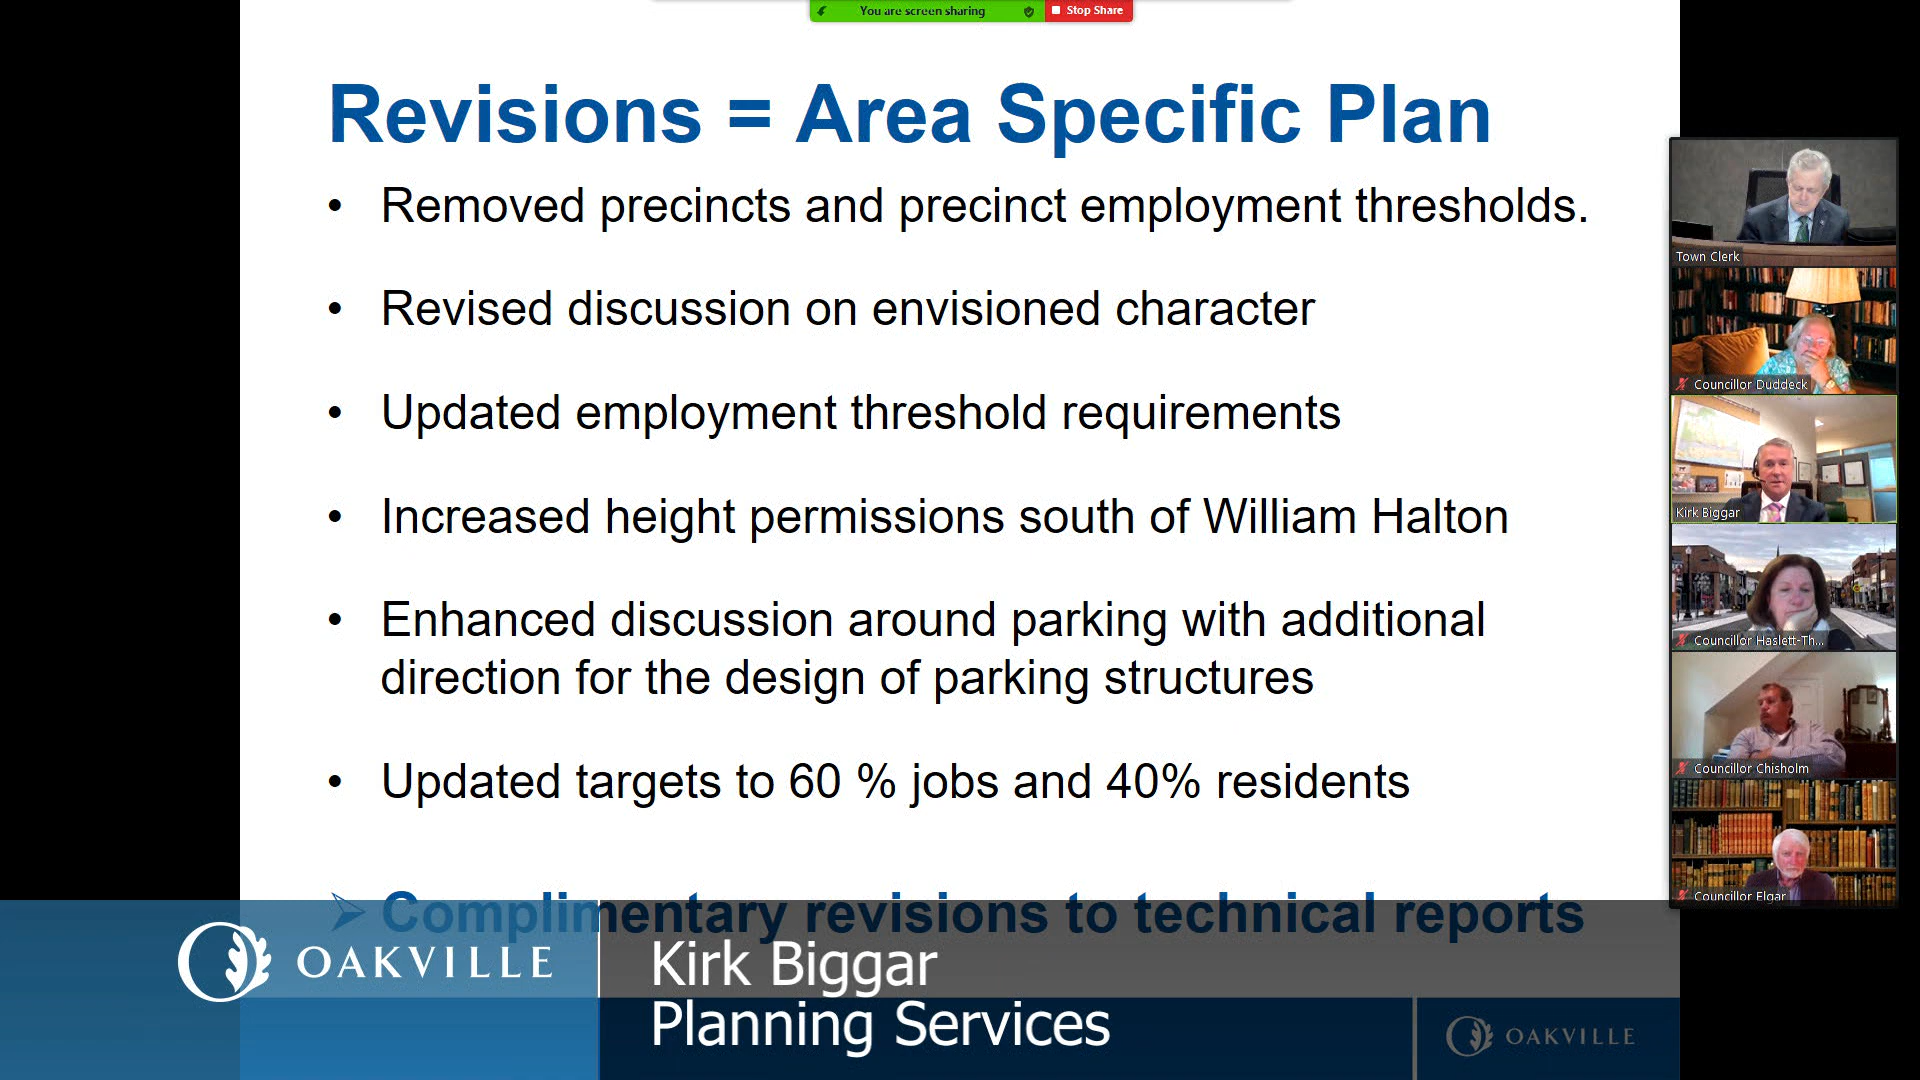 You are screen sharing
Stop Share
Revisions = Area Specific Plan
• Removed precincts and precinct employment thresholds.
• Revised discussion on envisioned character
• Updated employment threshold requirements
• Increased height permissions south of William Halton
• Enhanced discussion around parking with additional
direction for the design of parking structures
• Updated targets to 60 % jobs and 40% residents
➢ Complimentary revisions to technical reports
Town Clerk
Councillor Duddeck
Kirk Biggar
Councillor Haslett-Th...
Councillor Chisholm
Councillor Elgar
OAKVILLE
Kirk Biggar
Planning Services
OAKVILLE